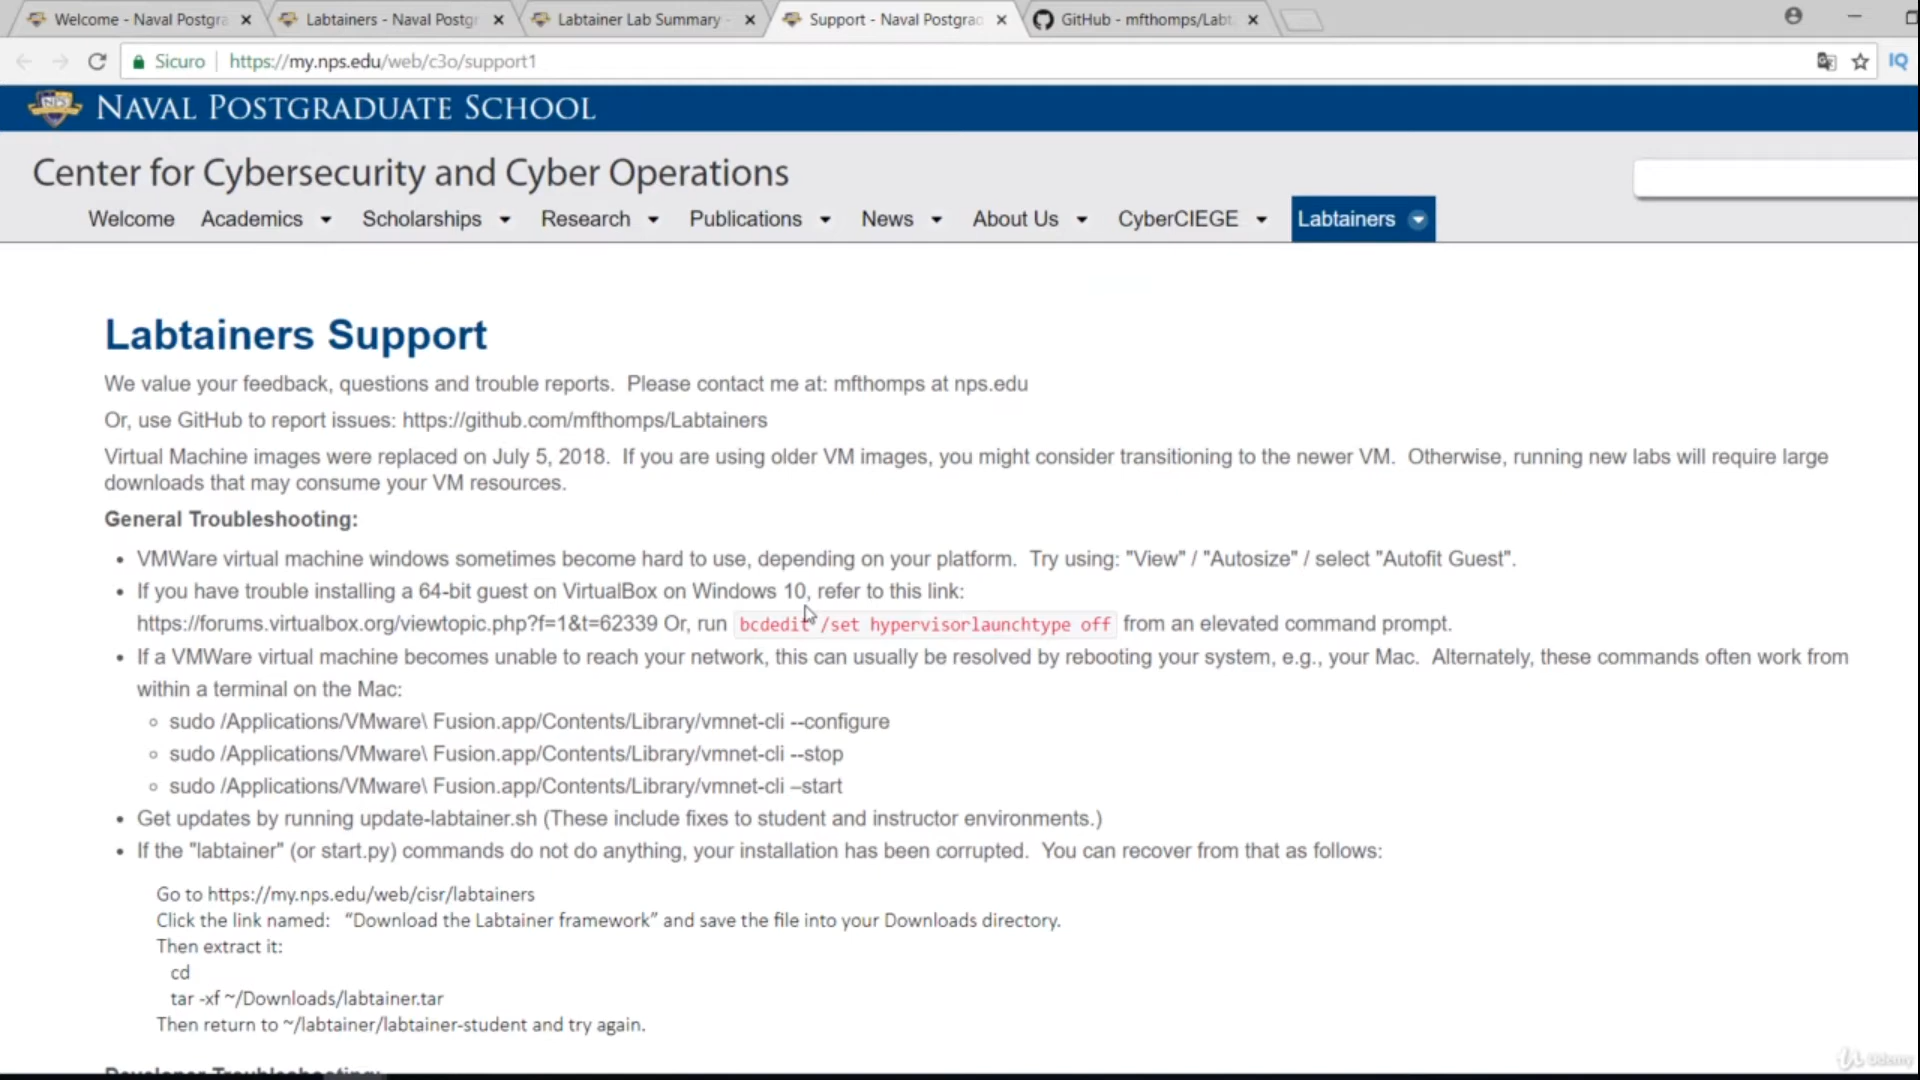 Welcome - Naval Postgra
Labtainers - Naval Postgr
Labtainer Lab Summary -
Support - Naval Postgrad
GitHub - mfthomps/Labt
Sicuro
https://my.nps.edu/web/c3o/support1
IQ
NAVAL POSTGRADUATE SCHOOL
Center for Cybersecurity and Cyber Operations
Welcome Academics Scholarships Research Publications News About Us CyberCIEGE Labtainers
Labtainers Support
We value your feedback, questions and trouble reports. Please contact me at: mfthomps at nps.edu
Or, use GitHub to report issues: https://github.com/mfthomps/Labtainers
Virtual Machine images were replaced on July 5, 2018. If you are using older VM images, you might consider transitioning to the newer VM. Otherwise, running new labs will require large
downloads that may consume your VM resources.
General Troubleshooting:
• VMWare virtual machine windows sometimes become hard to use, depending on your platform. Try using: "View" / "Autosize" / select "Autofit Guest".
• If you have trouble installing a 64-bit guest on VirtualBox on Windows 10, refer to this link:
https://forums.virtualbox.org/viewtopic.php?f=1&t=62339 Or, run bcdedit /set hypervisorlaunchtype off from an elevated command prompt.
• If a VMWare virtual machine becomes unable to reach your network, this can usually be resolved by rebooting your system, e.g., your Mac. Alternately, these commands often work from
within a terminal on the Mac:
◦ sudo /Applications/VMware\ Fusion.app/Contents/Library/vmnet-cli --configure
◦ sudo /Applications/VMware\ Fusion.app/Contents/Library/vmnet-cli --stop
◦ sudo /Applications/VMware\ Fusion.app/Contents/Library/vmnet-cli –start
• Get updates by running update-labtainer.sh (These include fixes to student and instructor environments.)
• If the "labtainer" (or start.py) commands do not do anything, your installation has been corrupted. You can recover from that as follows:
Go to https://my.nps.edu/web/cisr/labtainers
Click the link named: “Download the Labtainer framework” and save the file into your Downloads directory.
Then extract it:
cd
tar -xf ~/Downloads/labtainer.tar
Then return to ~/labtainer/labtainer-student and try again.
Developer Troubleshooting:
Udemy